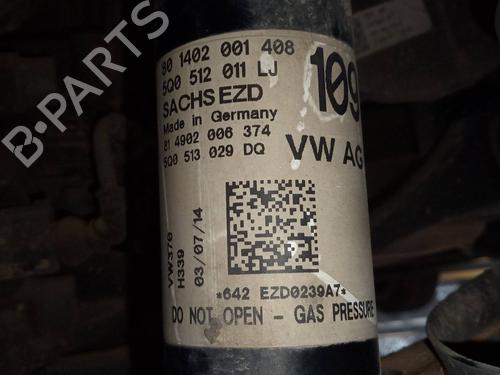 80 1402 001 408
5Q0 512 011 LJ
SACHS EZD
Made in Germany
81 4902 006 374
5Q0 513 029 DQ
109
VW AG
VW376
H339
03/07/14
*642 EZD0239A7*
DO NOT OPEN - GAS PRESSURE
B-PARTS